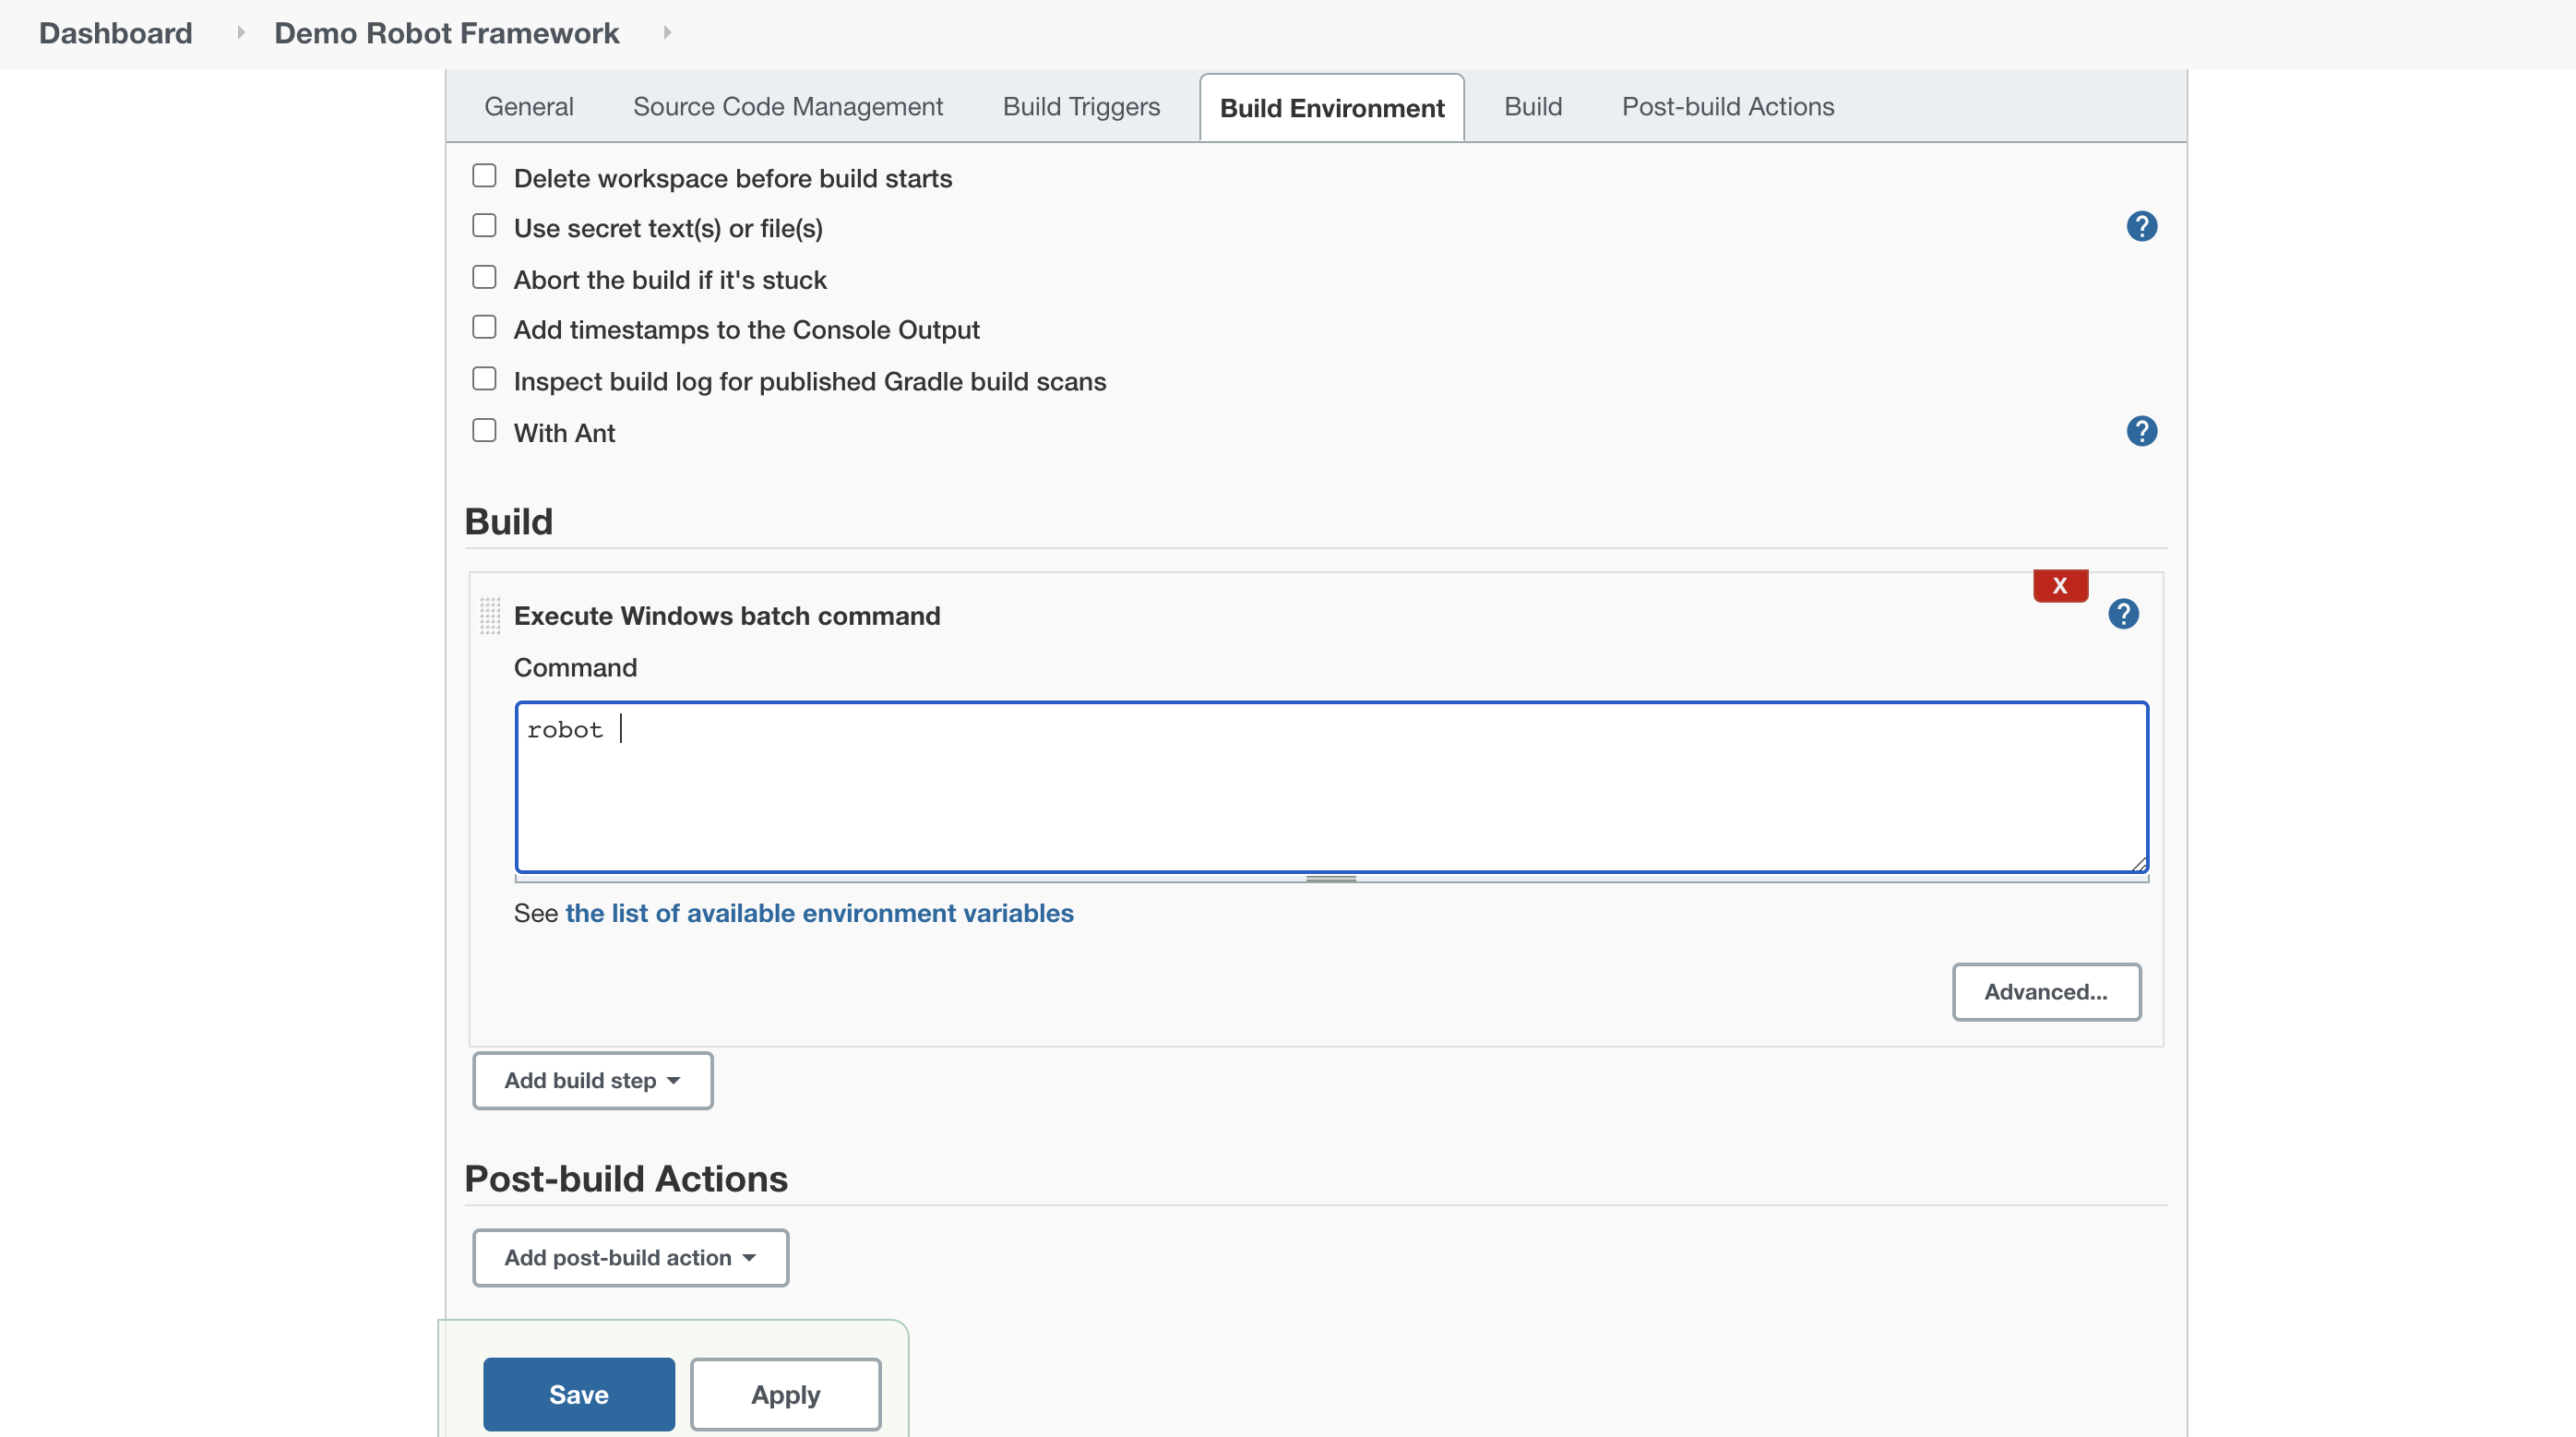 Dashboard Demo Robot Framework
General Source Code Management Build Triggers Build Environment Build Post-build Actions
Delete workspace before build starts
Use secret text(s) or file(s) ?
Abort the build if it's stuck
Add timestamps to the Console Output
Inspect build log for published Gradle build scans
With Ant ?
Build
X
Execute Windows batch command ?
Command
robot
See the list of available environment variables
Advanced...
Add build step
Post-build Actions
Add post-build action
Save Apply